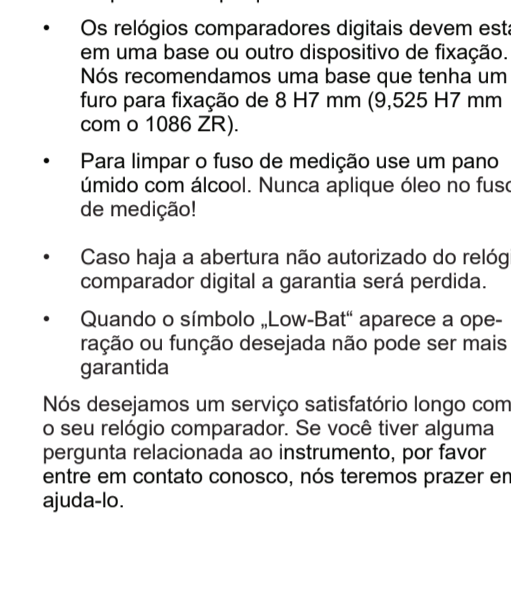 • Os relógios comparadores digitais devem
em uma base ou outro dispositivo de fixação.
Nós recomendamos uma base que tenha um
furo para fixação de 8 H7 mm (9,525 H7 mm
com o 1086 ZR).
• Para limpar o fuso de medição use um pano
úmido com álcool. Nunca aplique óleo no
de medição!
• Caso haja a abertura não autorizado do
comparador digital a garantia será perdida.
• Quando o símbolo „Low-Bat“ aparece a ope-
ração ou função desejada não pode ser mais
garantida
Nós desejamos um serviço satisfatório longo com
o seu relógio comparador. Se você tiver alguma
pergunta relacionada ao instrumento, por favor
entre em contato conosco, nós teremos prazer
ajuda-lo.